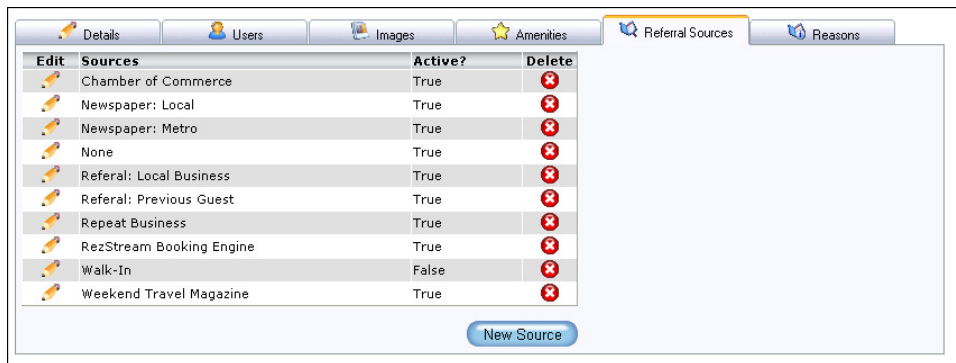 Details Users Images Amenities Referral Sources Reasons
Edit Sources Active? Delete
Chamber of Commerce True
Newspaper: Local True
Newspaper: Metro True
None True
Referal: Local Business True
Referal: Previous Guest True
Repeat Business True
RezStream Booking Engine True
Walk-In False
Weekend Travel Magazine True
New Source